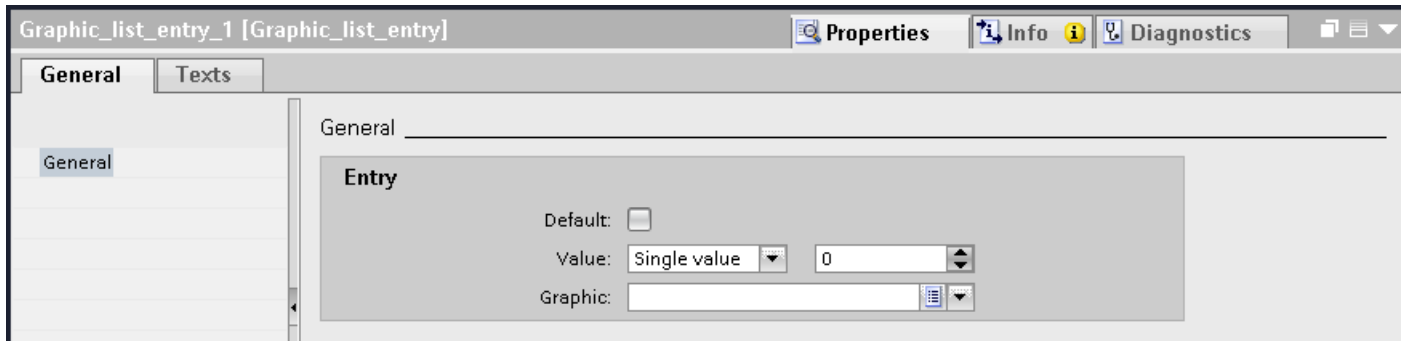 Graphic_list_entry_1 [Graphic_list_entry] Properties Info Diagnostics
General Texts
General
General
Entry
Default:
Value: Single value 0
Graphic: